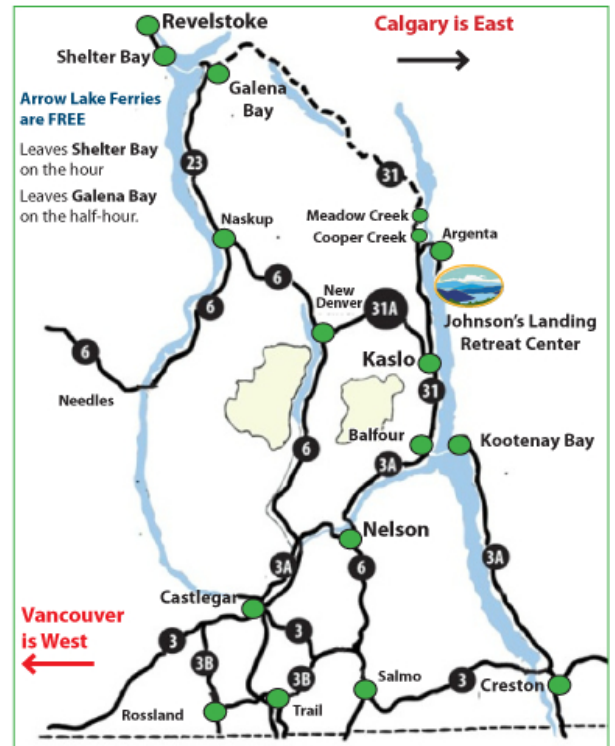 Revelstoke
Calgary is East
Shelter Bay
Galena
Bay
Arrow Lake Ferries
are FREE
Leaves Shelter Bay
on the hour
Leaves Galena Bay
on the half-hour.
23
31
Meadow Creek
Cooper Creek
Argenta
Naskup
6
6
New
Denver
31A
Johnson's Landing
Retreat Center
6
Needles
Kaslo
31
Balfour
Kootenay Bay
6
3A
Nelson
3A
6
3A
Castlegar
Vancouver
is West
3
3
3B
3B
Salmo
3
Creston
Rossland
Trail